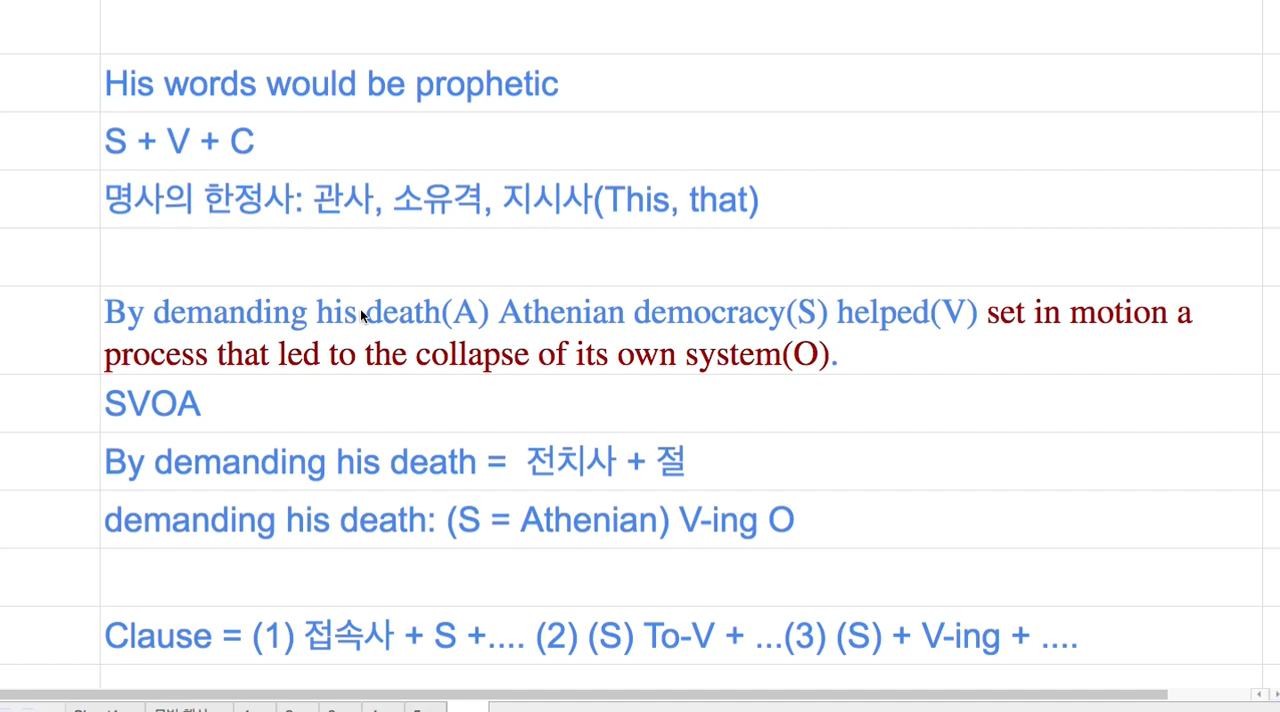 His words would be prophetic
S + V + C
명사의 한정사: 관사, 소유격, 지시사(This, that)
By demanding his death(A) Athenian democracy(S) helped(V) set in motion a
process that led to the collapse of its own system(O).
SVOA
By demanding his death = 전치사 + 절
demanding his death: (S = Athenian) V-ing O
Clause = (1) 접속사 + S +.... (2) (S) To-V + ...(3) (S) + V-ing + ....